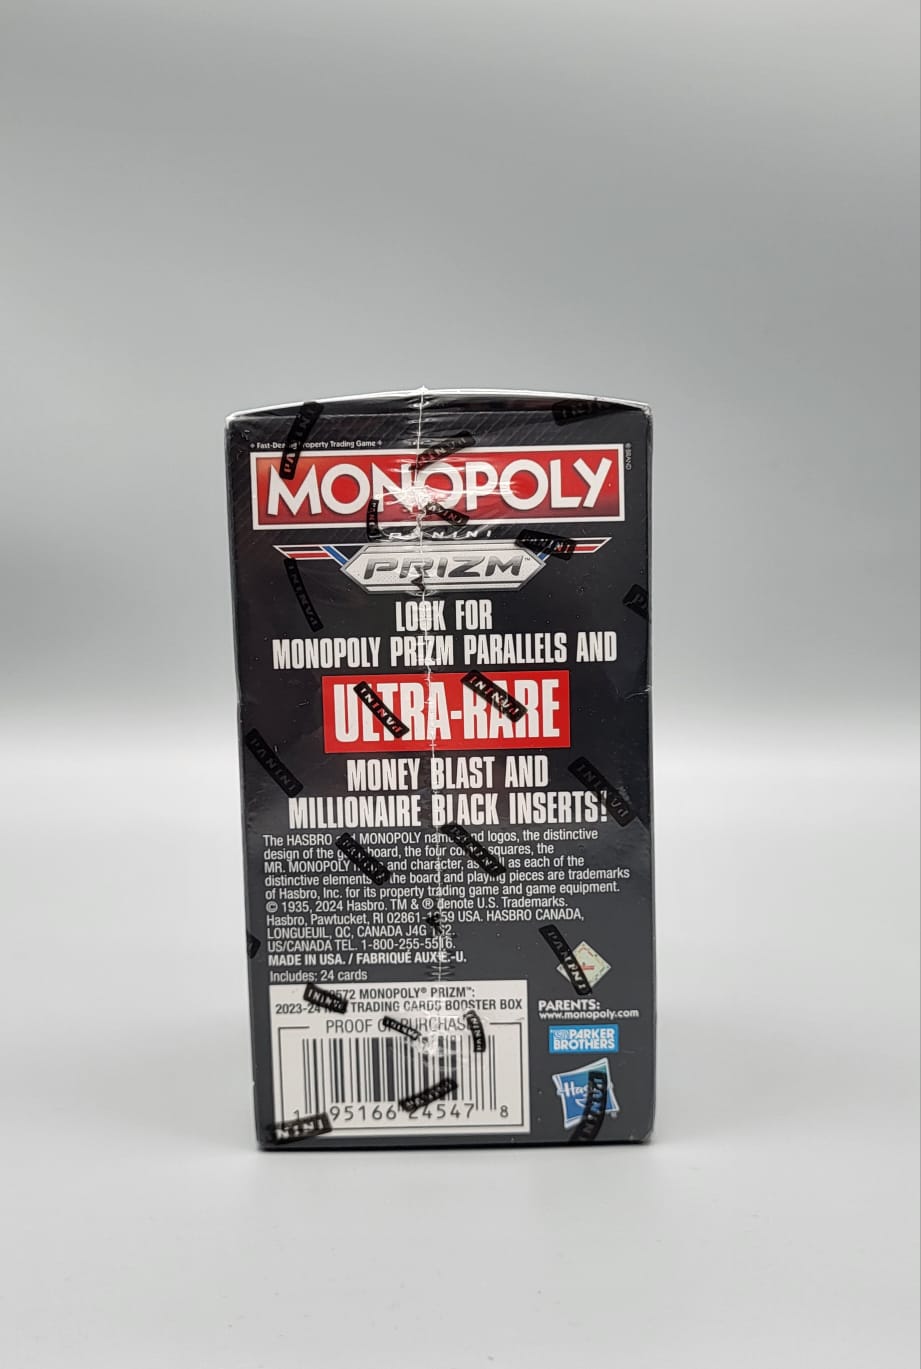 Fast-Dealing Property Trading Game
MONOPOLY
BRAND
PANINI
PRIZM
LOOK FOR
MONOPOLY PRIZM PARALLELS AND
ULTRA-RARE
MONEY BLAST AND
MILLIONAIRE BLACK INSERTS!
The HASBRO and MONOPOLY name and logos, the distinctive
design of the gameboard, the four corner squares, the
MR. MONOPOLY name and character, as well as each of the
distinctive elements of the board and playing pieces are trademarks
of Hasbro, Inc. for its property trading game and game equipment.
© 1935, 2024 Hasbro. TM & ® denote U.S. Trademarks.
Hasbro, Pawtucket, RI 02861-1059 USA. HASBRO CANADA,
LONGUEUIL, QC, CANADA J4G
US/CANADA TEL. 1-800-255-5516.
MADE IN USA. / FABRIQUÉ AUX É.-U.
Includes: 24 cards
MONOPOLY® PRIZM™:
2023-24 NBA TRADING CARDS BOOSTER BOX
PROOF OF PURCHASE
1 95166 24547 8
PARENTS:
www.monopoly.com
PARKER
BROTHERS
Hasbro